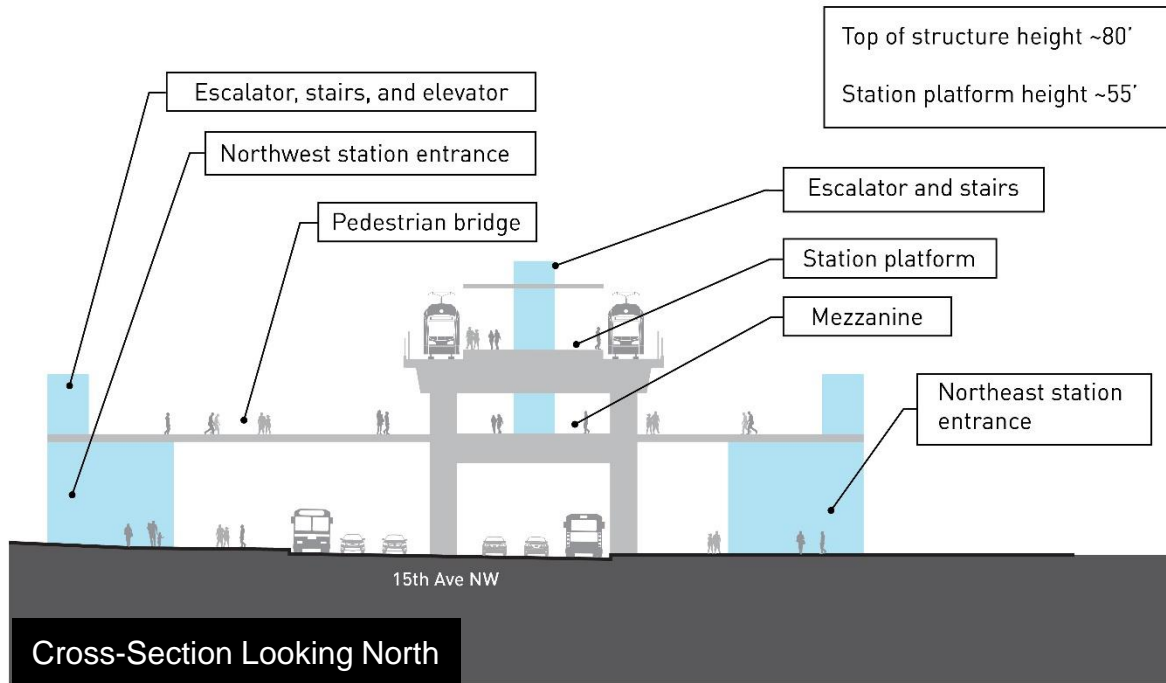 Top of structure height ~80’
Station platform height ~55’
Escalator, stairs, and elevator
Northwest station entrance
Pedestrian bridge
Escalator and stairs
Station platform
Mezzanine
Northeast station
entrance
15th Ave NW
Cross-Section Looking North